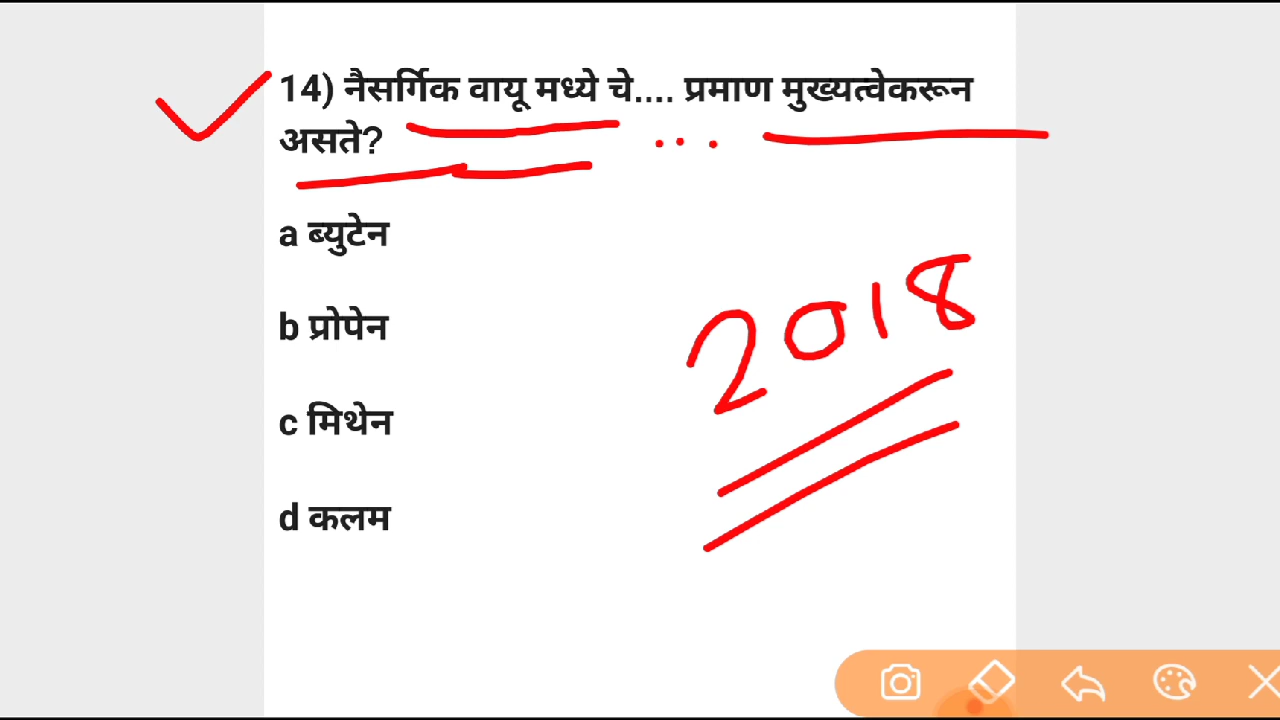 14) नैसर्गिक वायू मध्ये चे.... प्रमाण मुख्यत्वेकरून
असते?
...
a ब्युटेन
2018
b प्रोपेन
c मिथेन
d कलम